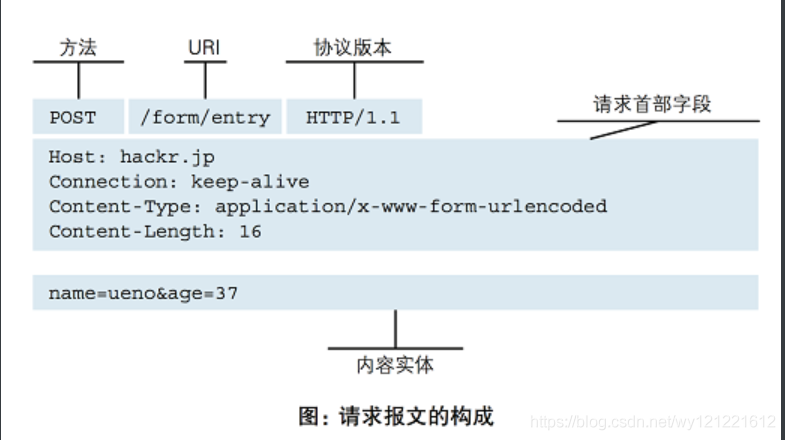 方法 URI 协议版本
请求首部字段
POST /form/entry HTTP/1.1
Host: hackr.jp
Connection: keep-alive
Content-Type: application/x-www-form-urlencoded
Content-Length: 16
name=ueno&age=37
内容实体
图：请求报文的构成
https://blog.csdn.net/wy121221612